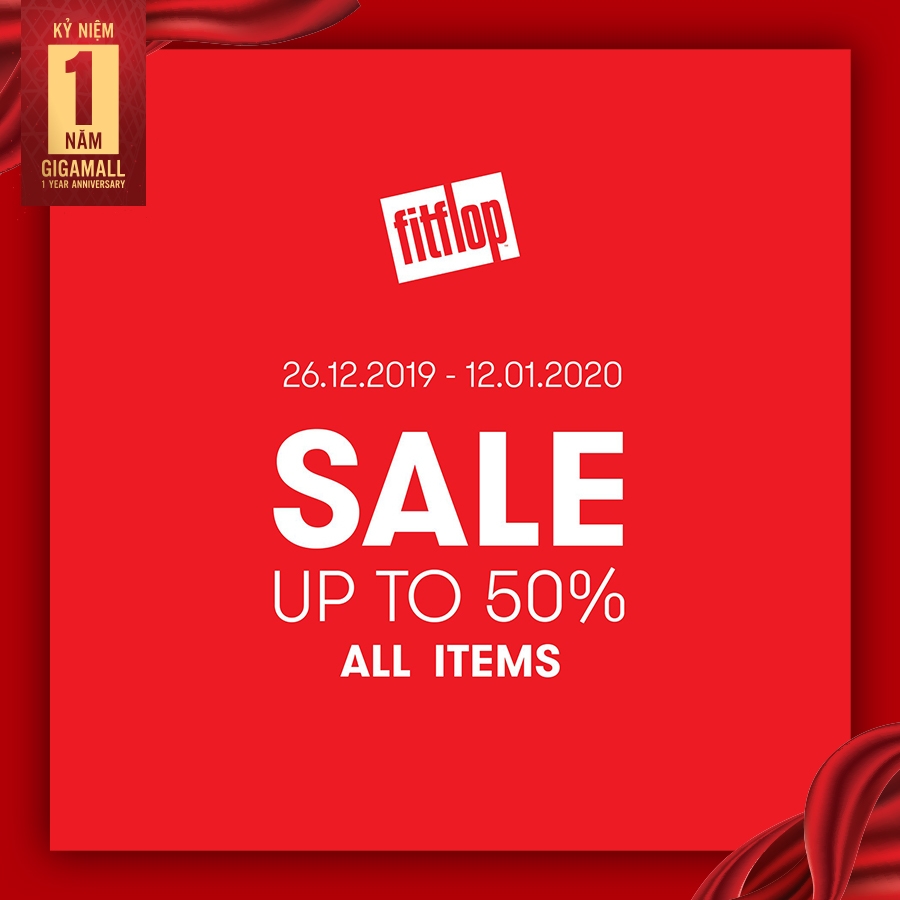 KỶ NIỆM
1
NĂM
GIGAMALL
1 YEAR ANNIVERSARY
fitflop™
26.12.2019 - 12.01.2020
SALE
UP TO 50%
ALL ITEMS